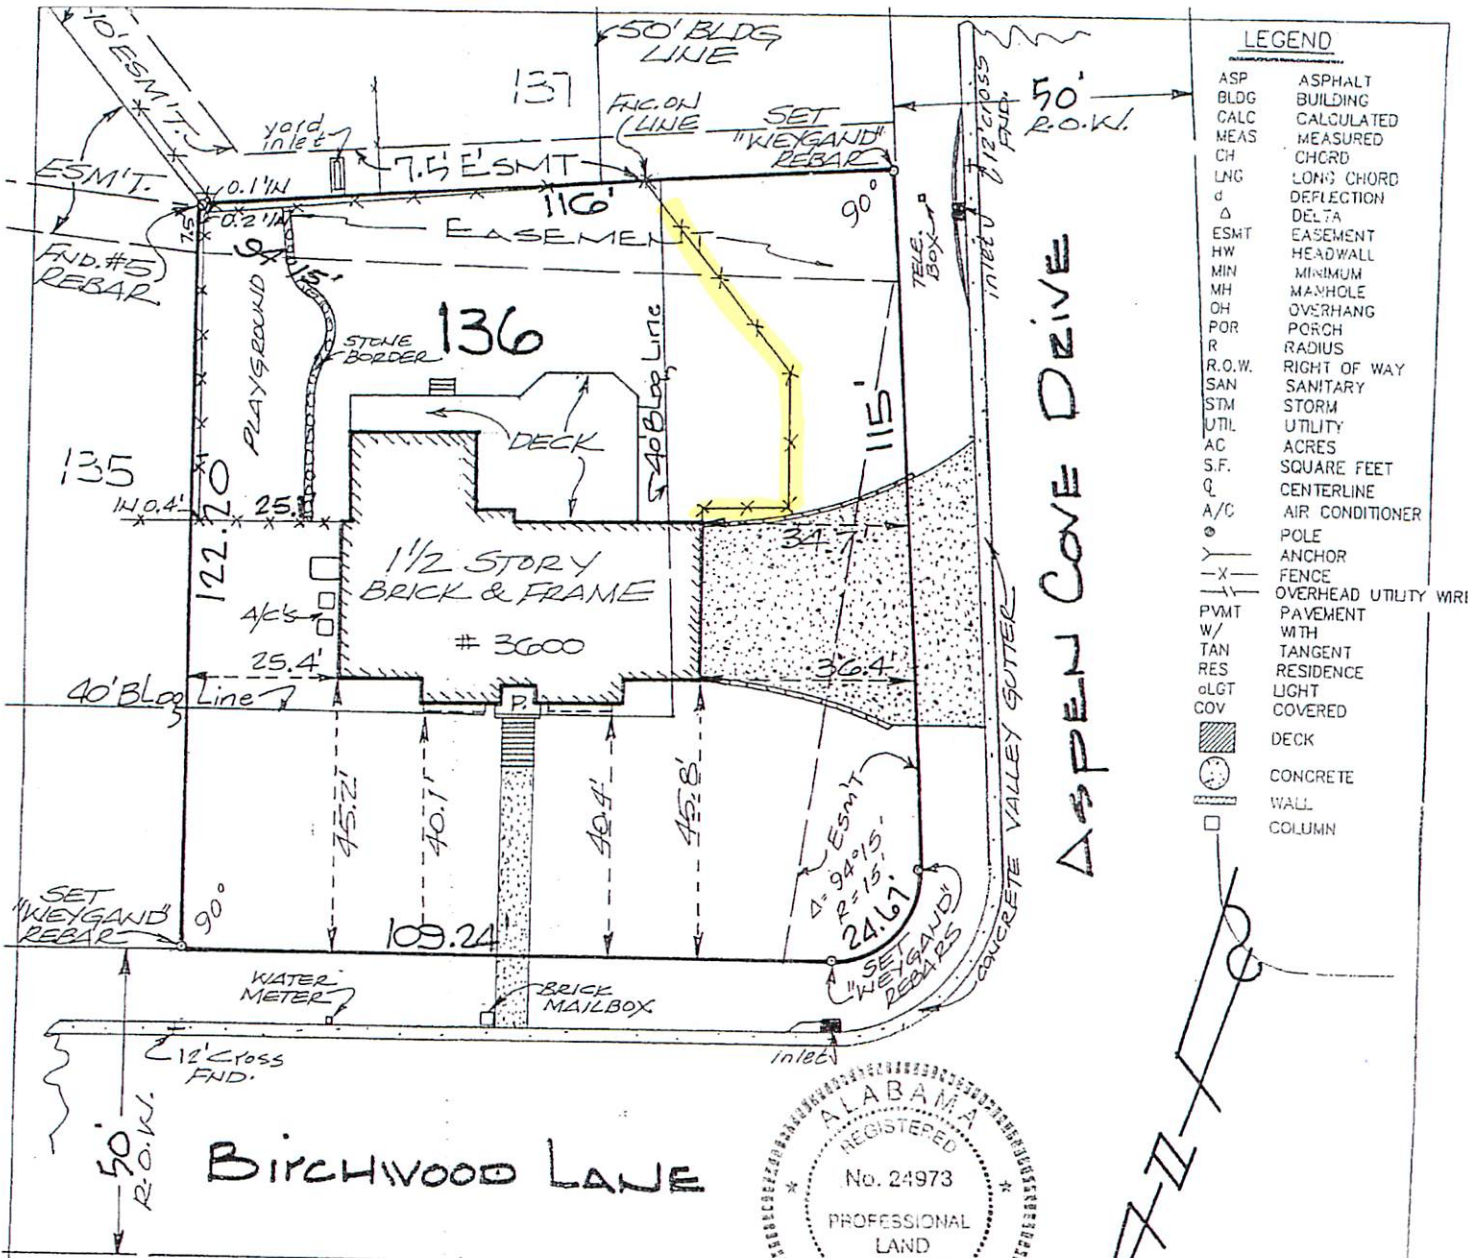 10' ESM'T.
50' BLDG
LINE
137
FNC. ON
LINE
SET
"WEYGAND"
REBAR
50'
R.O.W.
12' CROSS
FND.
yard
inlet
7.5' ESMT
ESM'T.
0.1' IN
0.2' IN
7.5'
116'
90°
EASEMENT
FND. #5
REBAR
15'
TELE.
BOX
inlet
PLAYGROUND
STONE
BORDER
136
40' Bldg Line
115'
DECK
135
IN 0.4'
122.20
34.7'
1 1/2 STORY
BRICK & FRAME
# 3600
A/C's
25.4'
36.4'
40' Bldg Line
P.
45.2'
40.1'
40.4'
45.8'
ESM'T
Δ= 94°15'
R= 15'
24.67'
SET
"WEYGAND"
REBARS
CONCRETE VALLEY GUTTER
ASPEN COVE DRIVE
SET
"WEYGAND"
REBAR
90°
109.24
WATER
METER
BRICK
MAILBOX
12' Cross
FND.
inlet
50'
R.O.W.
BIRCHWOOD LANE
ALABAMA
REGISTERED
No. 24973
PROFESSIONAL
LAND
LEGEND
ASP ASPHALT
BLDG BUILDING
CALC CALCULATED
MEAS MEASURED
CH CHORD
LNG LONG CHORD
d DEFLECTION
Δ DELTA
ESMT EASEMENT
HW HEADWALL
MIN MINIMUM
MH MANHOLE
OH OVERHANG
POR PORCH
R RADIUS
R.O.W. RIGHT OF WAY
SAN SANITARY
STM STORM
UTIL UTILITY
AC ACRES
S.F. SQUARE FEET
℄ CENTERLINE
A/C AIR CONDITIONER
POLE
ANCHOR
FENCE
OVERHEAD UTILITY WIRE
PVMT PAVEMENT
W/ WITH
TAN TANGENT
RES RESIDENCE
LGT LIGHT
COV COVERED
DECK
CONCRETE
WALL
COLUMN